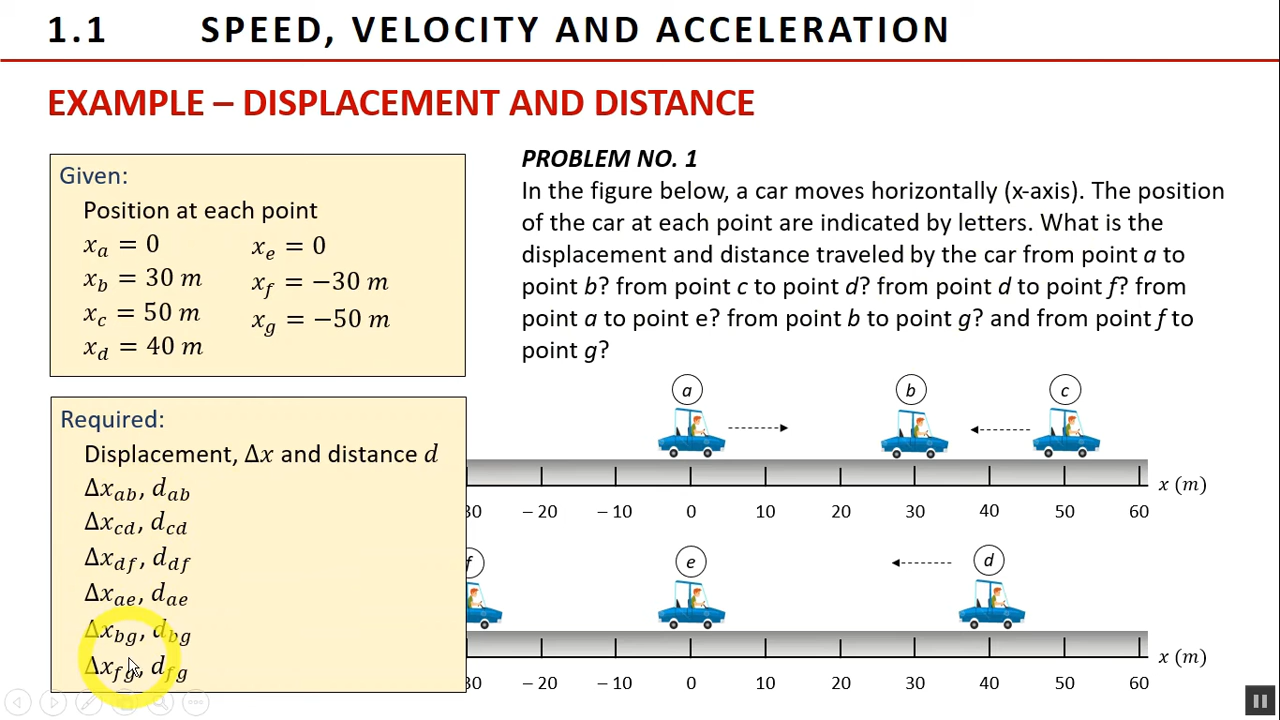 1.1 SPEED, VELOCITY AND ACCELERATION
EXAMPLE – DISPLACEMENT AND DISTANCE
Given:
Position at each point
x_a = 0
x_b = 30 m
x_c = 50 m
x_d = 40 m
x_e = 0
x_f = −30 m
x_g = −50 m
Required:
Displacement, Δx and distance d
Δx_ab, d_ab
Δx_cd, d_cd
Δx_df, d_df
Δx_ae, d_ae
Δx_bg, d_bg
Δx_fg, d_fg
PROBLEM NO. 1
In the figure below, a car moves horizontally (x-axis). The position
of the car at each point are indicated by letters. What is the
displacement and distance traveled by the car from point a to
point b? from point c to point d? from point d to point f? from
point a to point e? from point b to point g? and from point f to
point g?
a b c
x (m)
30 – 20 – 10 0 10 20 30 40 50 60
f e d
x (m)
– 20 – 10 0 10 20 30 40 50 60